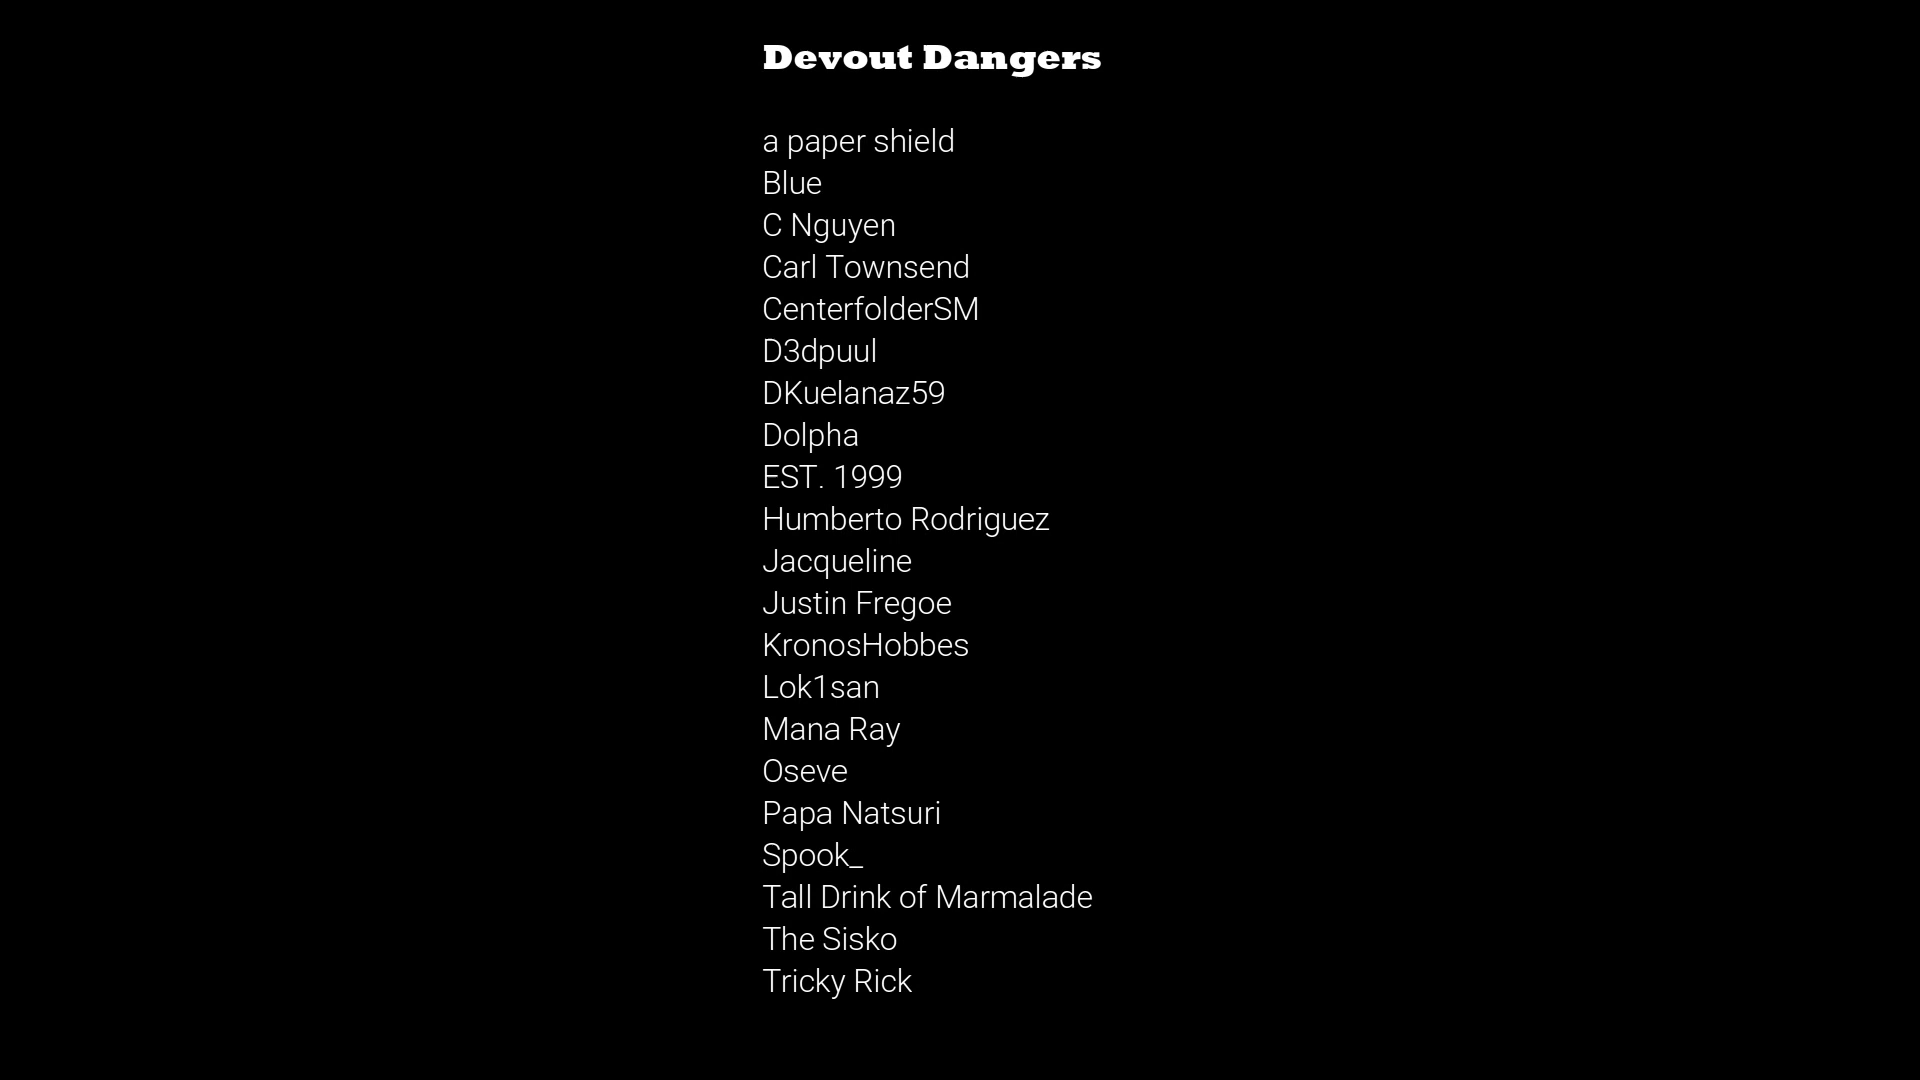 Devout Dangers
a paper shield
Blue
C Nguyen
Carl Townsend
CenterfolderSM
D3dpuul
DKuelanaz59
Dolpha
EST. 1999
Humberto Rodriguez
Jacqueline
Justin Fregoe
KronosHobbes
Lok1san
Mana Ray
Oseve
Papa Natsuri
Spook_
Tall Drink of Marmalade
The Sisko
Tricky Rick